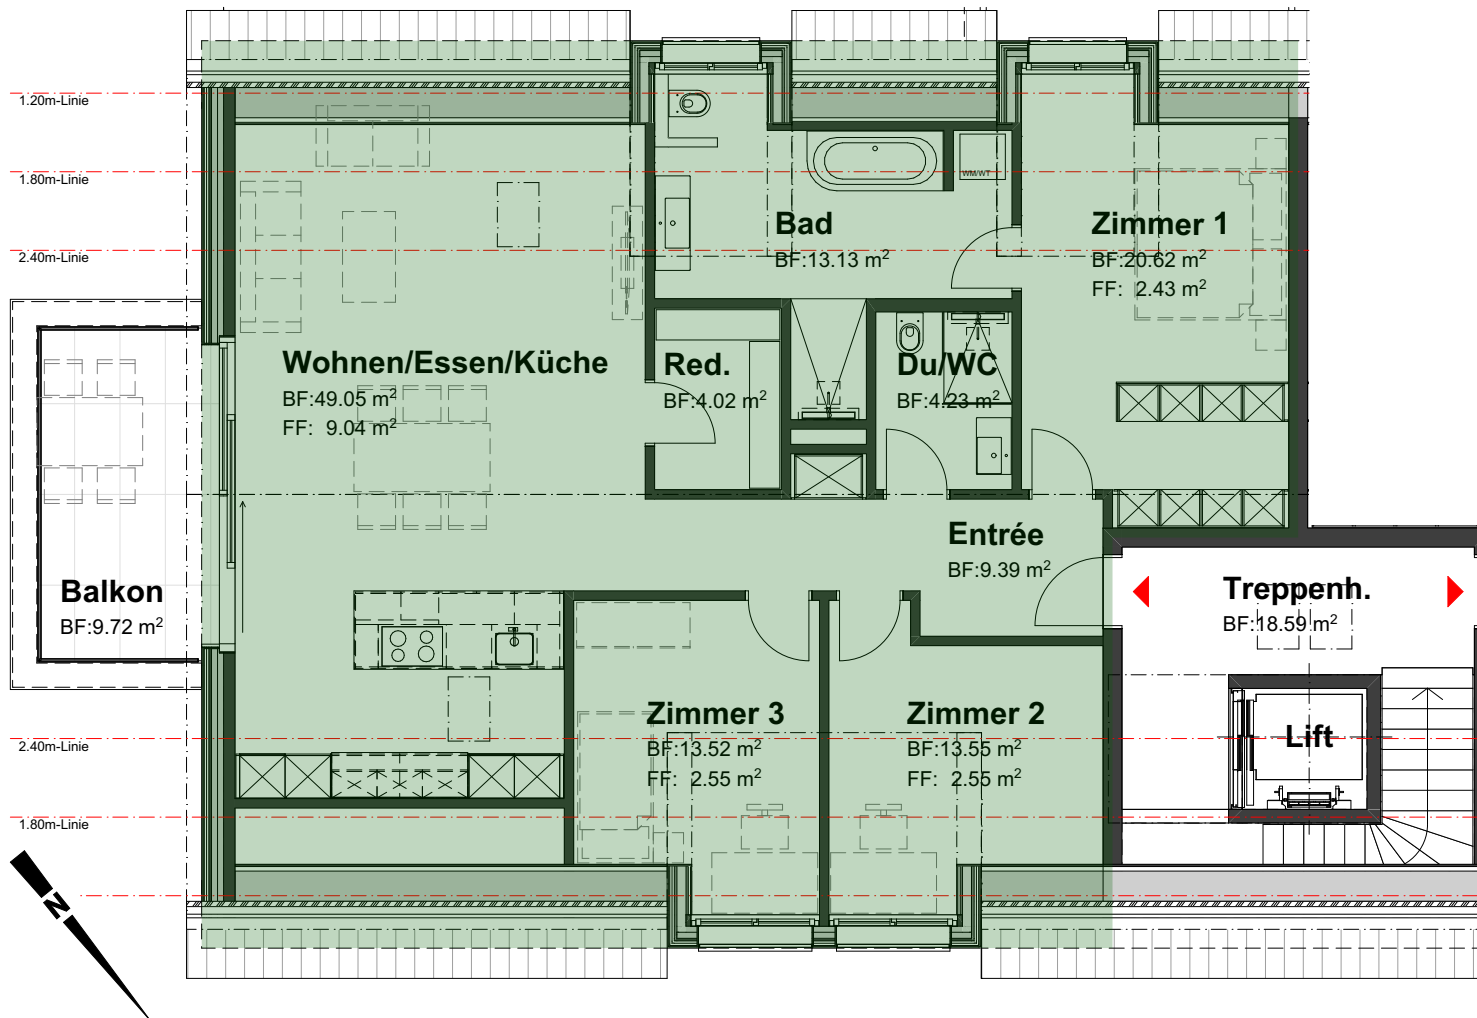 1.20m-Linie
1.80m-Linie
2.40m-Linie
WM/WT
Bad
BF:13.13 m²
Zimmer 1
BF:20.62 m²
FF: 2.43 m²
Wohnen/Essen/Küche
BF:49.05 m²
FF: 9.04 m²
Red.
BF:4.02 m²
Du/WC
BF:4.23 m²
Entrée
BF:9.39 m²
Balkon
BF:9.72 m²
Treppenh.
BF:18.59 m²
Zimmer 3
BF:13.52 m²
FF: 2.55 m²
Zimmer 2
BF:13.55 m²
FF: 2.55 m²
Lift
2.40m-Linie
1.80m-Linie
N